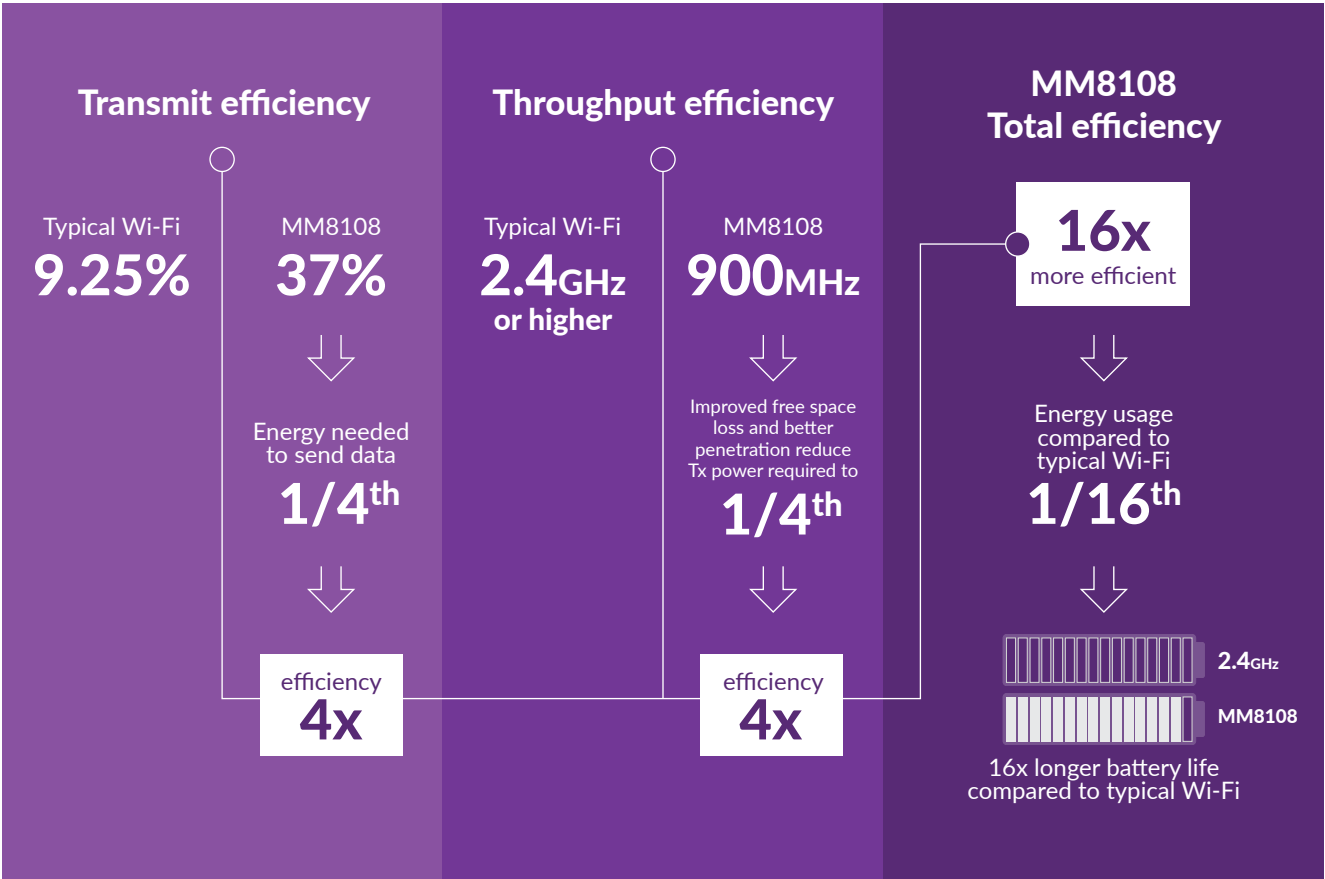 Transmit efficiency
Typical Wi-Fi
9.25%
MM8108
37%
Energy needed
to send data
1/4th
efficiency
4x
Throughput efficiency
Typical Wi-Fi
2.4GHz
or higher
MM8108
900MHz
Improved free space
loss and better
penetration reduce
Tx power required to
1/4th
efficiency
4x
MM8108
Total efficiency
16x
more efficient
Energy usage
compared to
typical Wi-Fi
1/16th
2.4GHz
MM8108
16x longer battery life
compared to typical Wi-Fi